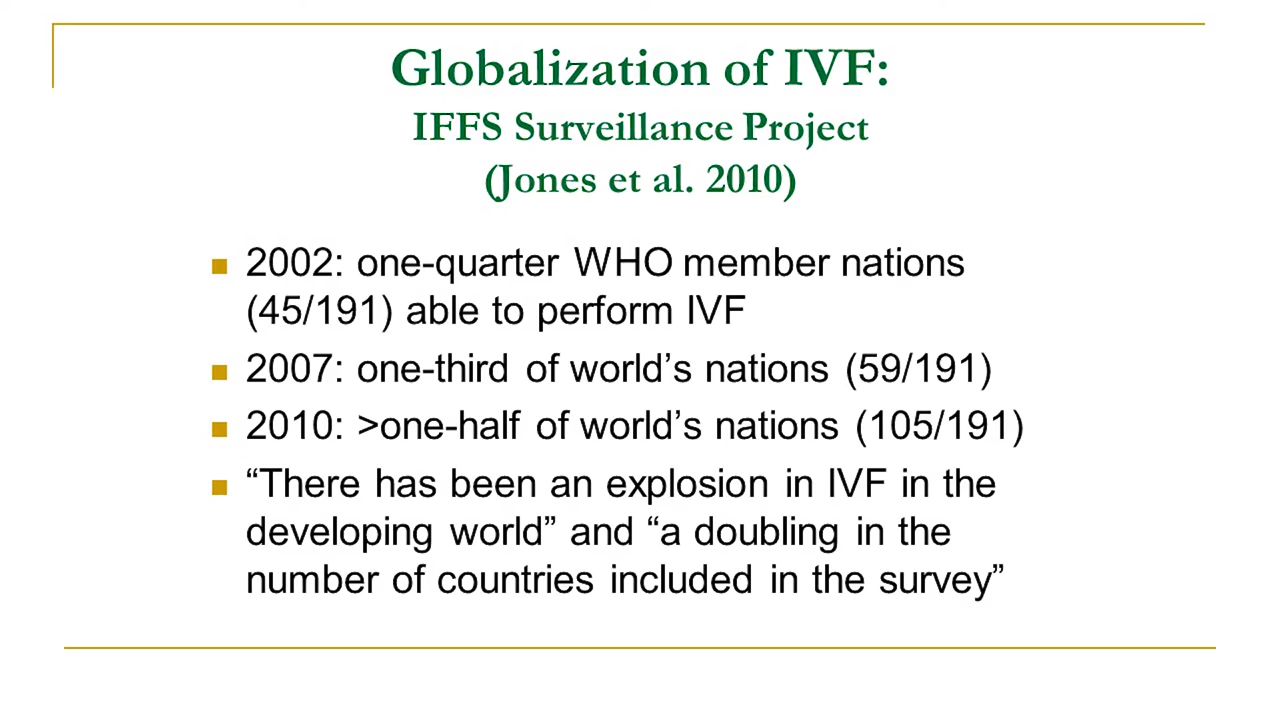 Globalization of IVF:
IFFS Surveillance Project
(Jones et al. 2010)
2002: one-quarter WHO member nations
(45/191) able to perform IVF
2007: one-third of world’s nations (59/191)
2010: >one-half of world’s nations (105/191)
“There has been an explosion in IVF in the
developing world” and “a doubling in the
number of countries included in the survey”